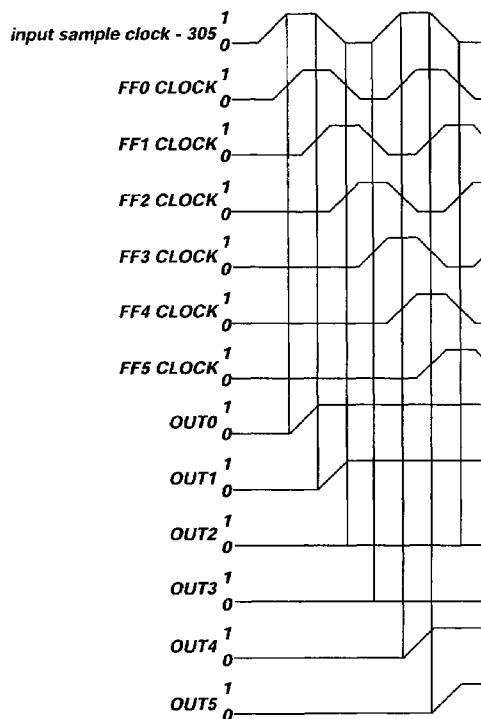 1
input sample clock - 305
0
1
FF0 CLOCK
0
1
FF1 CLOCK
0
1
FF2 CLOCK
0
1
FF3 CLOCK
0
1
FF4 CLOCK
0
1
FF5 CLOCK
0
1
OUT0
0
1
OUT1
0
1
OUT2
0
1
OUT3
0
1
OUT4
0
1
OUT5
0